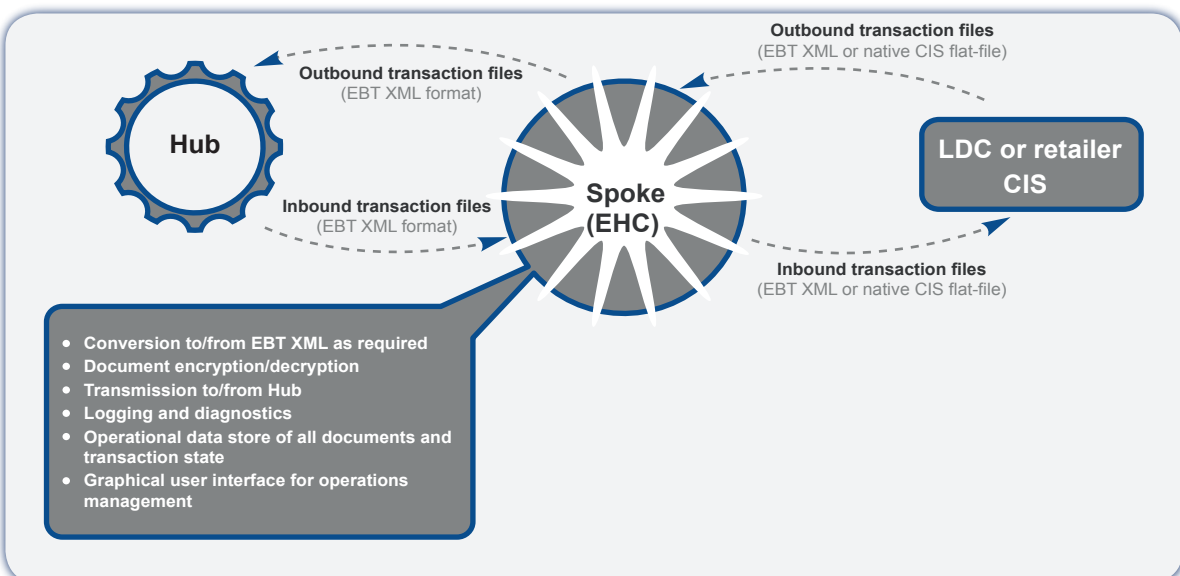 Outbound transaction files
(EBT XML or native CIS flat-file)
Outbound transaction files
(EBT XML format)
Hub
LDC or retailer
CIS
Spoke
(EHC)
Inbound transaction files
(EBT XML format)
Inbound transaction files
(EBT XML or native CIS flat-file)
• Conversion to/from EBT XML as required
• Document encryption/decryption
• Transmission to/from Hub
• Logging and diagnostics
• Operational data store of all documents and
transaction state
• Graphical user interface for operations
management